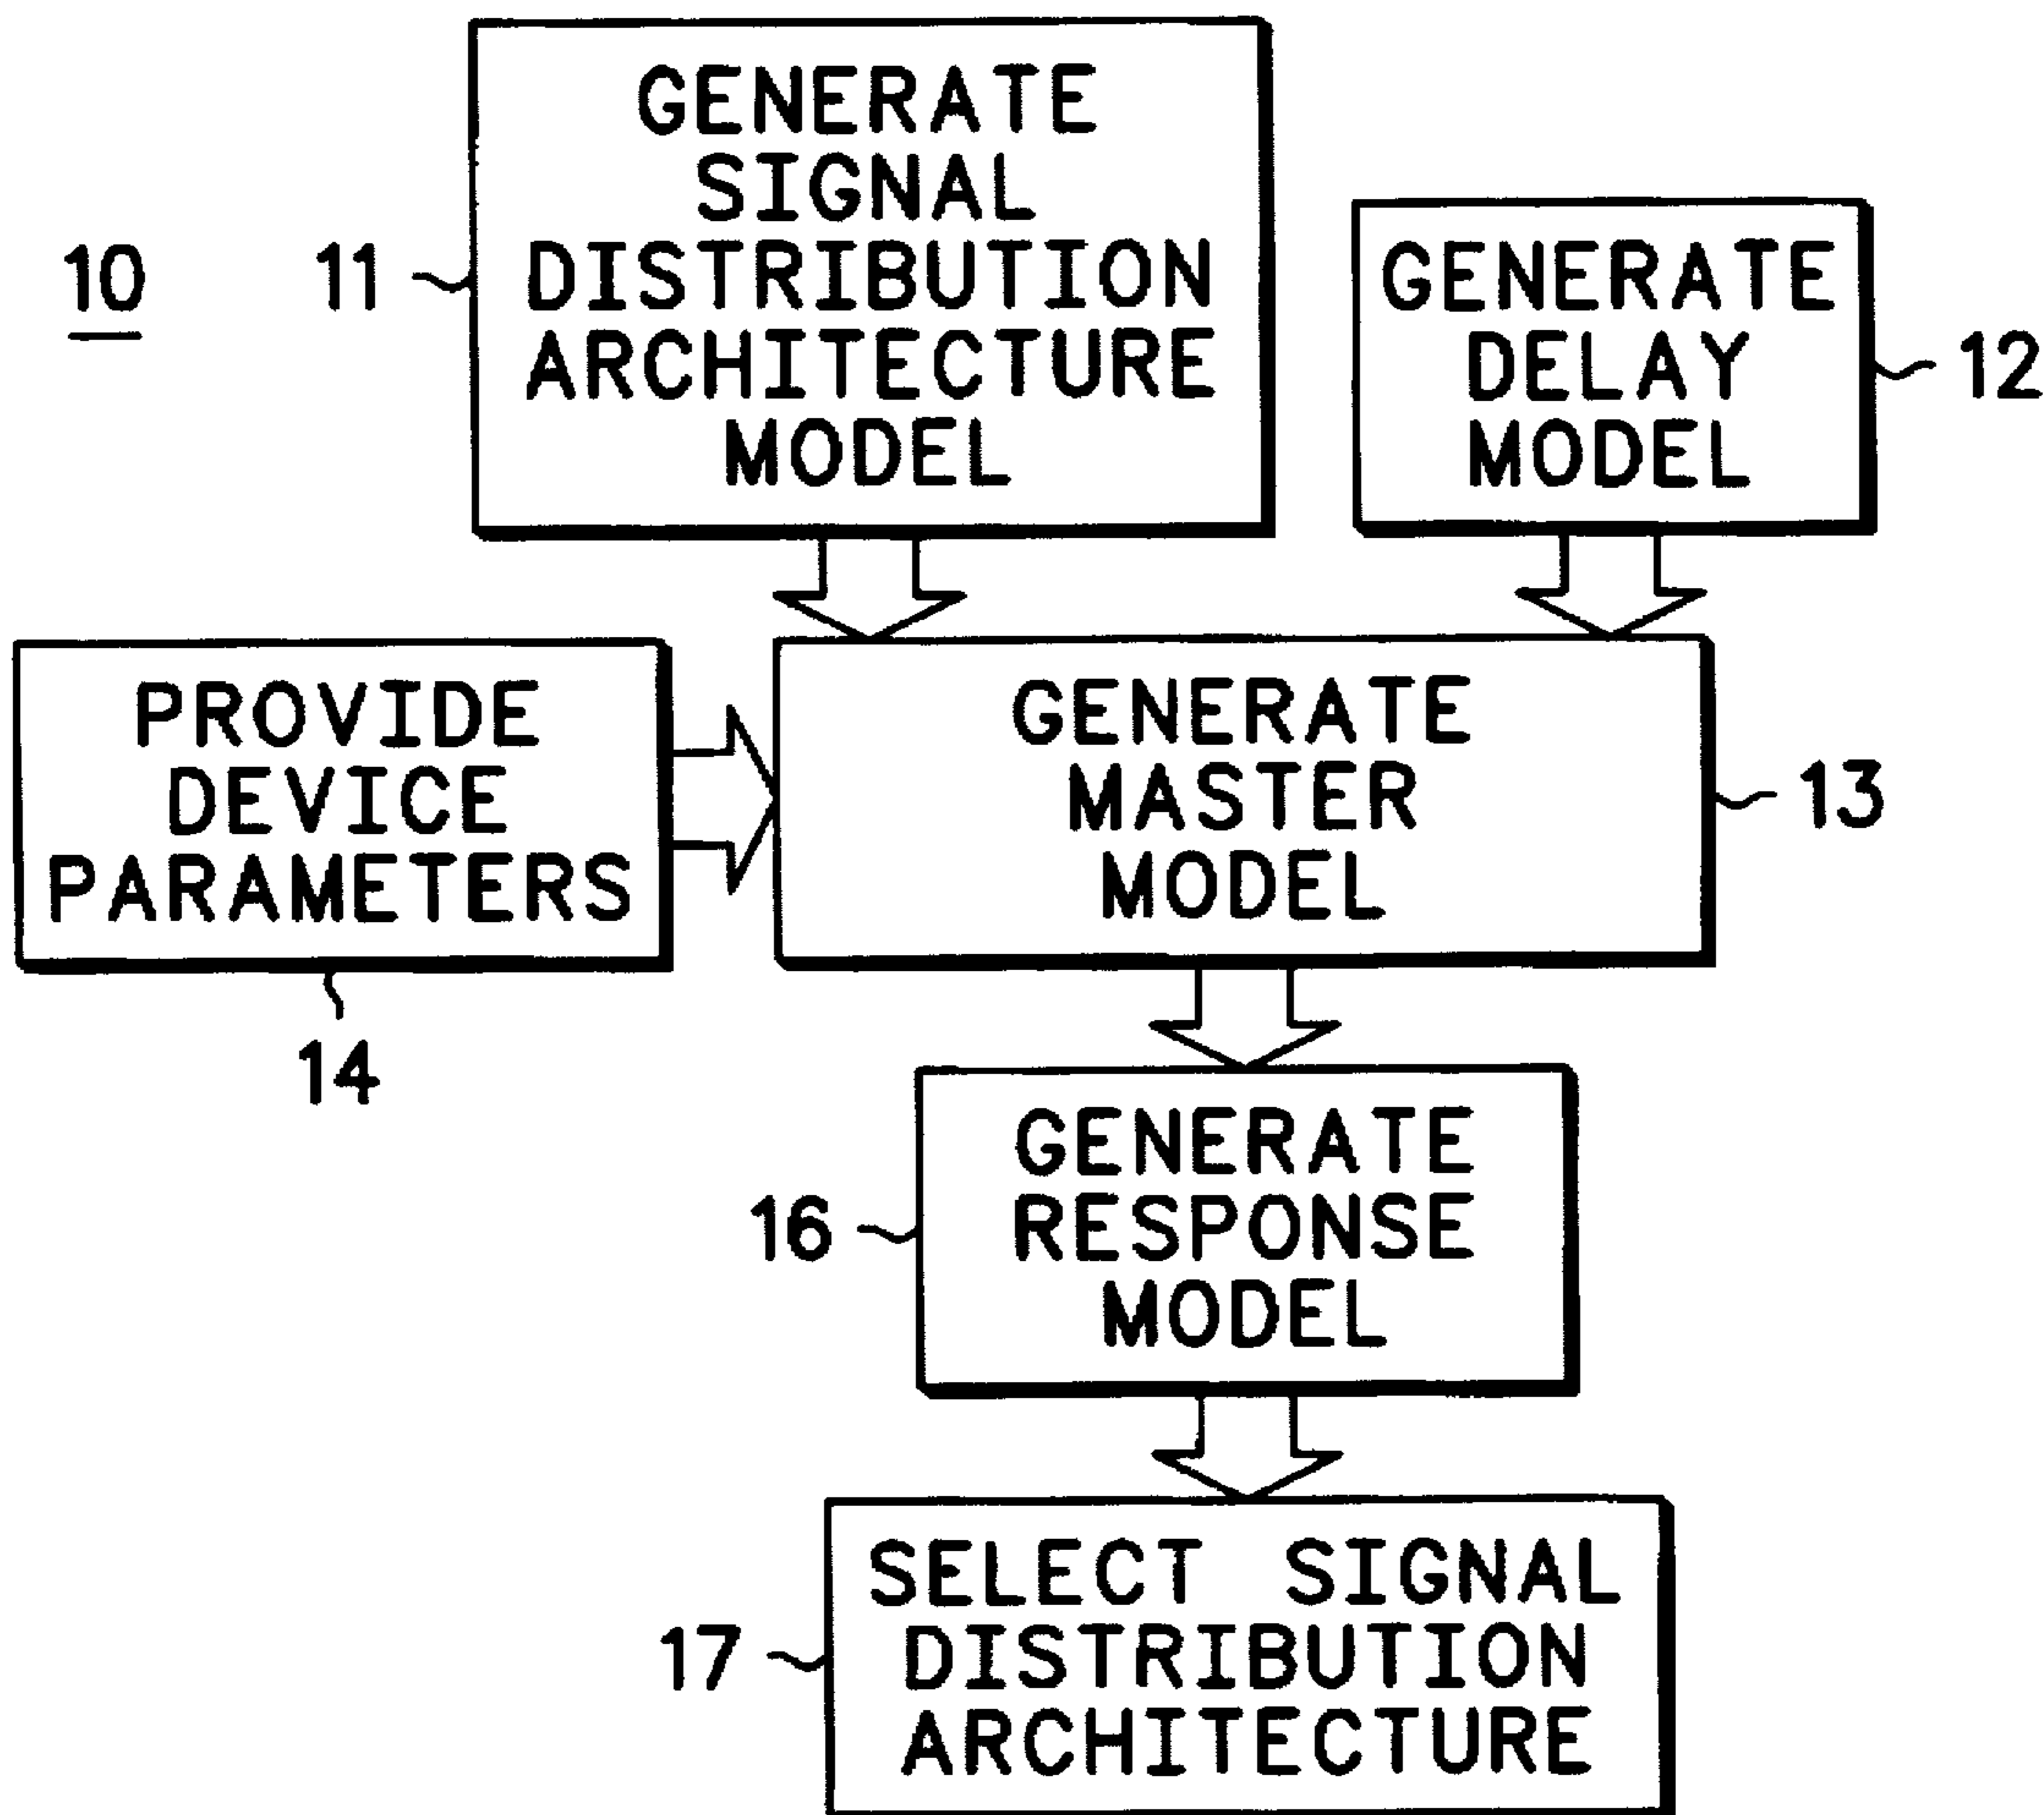 GENERATE
SIGNAL
DISTRIBUTION
ARCHITECTURE
MODEL
10
11
GENERATE
DELAY
MODEL
12
PROVIDE
DEVICE
PARAMETERS
14
GENERATE
MASTER
MODEL
13
GENERATE
RESPONSE
MODEL
16
SELECT SIGNAL
DISTRIBUTION
ARCHITECTURE
17